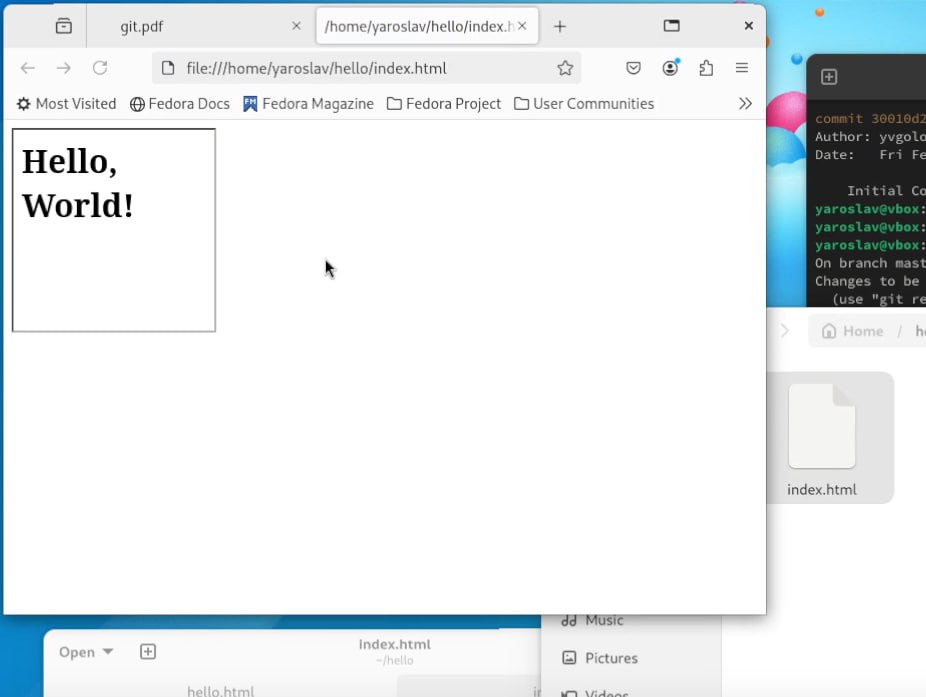 git.pdf
/home/yaroslav/hello/index.h
file:///home/yaroslav/hello/index.html
Most Visited Fedora Docs Fedora Magazine Fedora Project User Communities
Hello,
World!
commit 30010d2
Author: yvgolo
Date: Fri Fe
Initial Co
yaroslav@vbox:
yaroslav@vbox:
yaroslav@vbox:
On branch mast
Changes to be
(use "git re
Home / he
index.html
Open
index.html
~/hello
hello.html
in
Music
Pictures
Videos